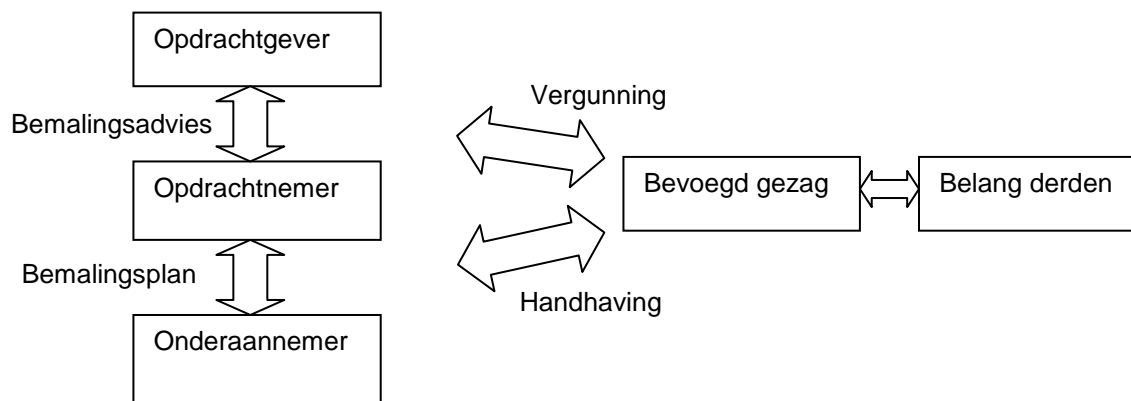 Opdrachtgever
Vergunning
Bemalingsadvies
Opdrachtnemer
Bevoegd gezag
Belang derden
Bemalingsplan
Handhaving
Onderaannemer